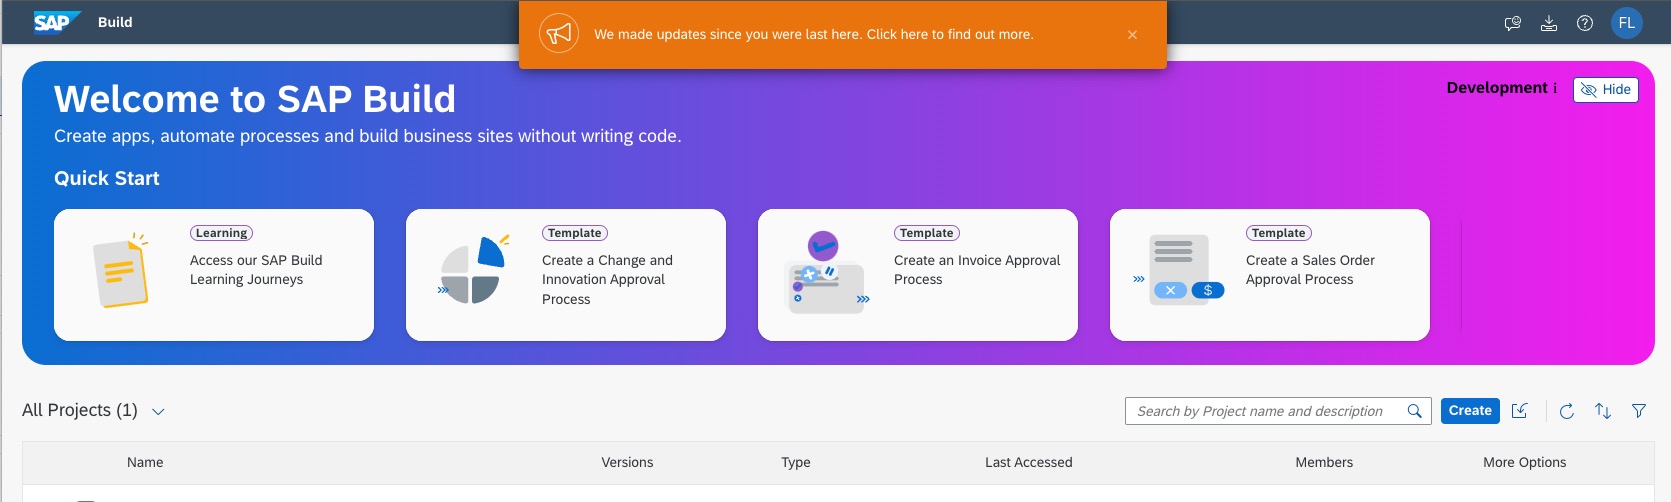 SAP Build
We made updates since you were last here. Click here to find out more.
FL
Welcome to SAP Build
Development i
Hide
Create apps, automate processes and build business sites without writing code.
Quick Start
Learning
Access our SAP Build
Learning Journeys
Template
Create a Change and
Innovation Approval
Process
Template
Create an Invoice Approval
Process
Template
Create a Sales Order
Approval Process
$
All Projects (1)
Search by Project name and description
Create
Name Versions Type Last Accessed Members More Options